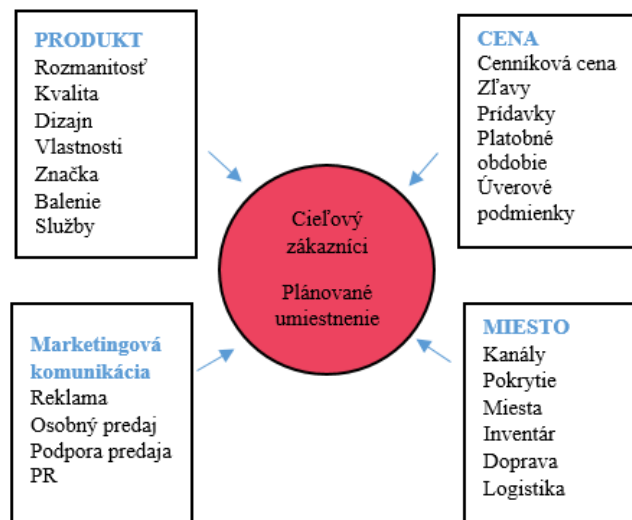 PRODUKT
Rozmanitosť
Kvalita
Dizajn
Vlastnosti
Značka
Balenie
Služby
CENA
Cenníková cena
Zľavy
Prídavky
Platobné
obdobie
Úverové
podmienky
Cieľový
zákazníci
Plánované
umiestnenie
Marketingová
komunikácia
Reklama
Osobný predaj
Podpora predaja
PR
MIESTO
Kanály
Pokrytie
Miesta
Inventár
Doprava
Logistika